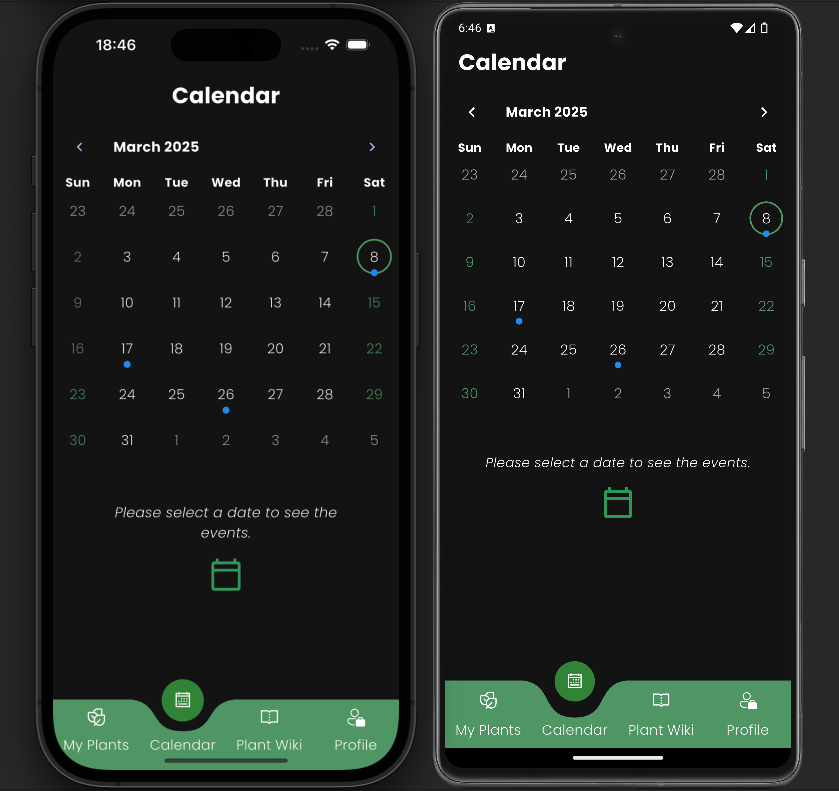 18:46
Calendar
March 2025
Sun Mon Tue Wed Thu Fri Sat
23 24 25 26 27 28 1
2 3 4 5 6 7 8
9 10 11 12 13 14 15
16 17 18 19 20 21 22
23 24 25 26 27 28 29
30 31 1 2 3 4 5
Please select a date to see the
events.
My Plants Calendar Plant Wiki Profile
6:46
Calendar
March 2025
Sun Mon Tue Wed Thu Fri Sat
23 24 25 26 27 28 1
2 3 4 5 6 7 8
9 10 11 12 13 14 15
16 17 18 19 20 21 22
23 24 25 26 27 28 29
30 31 1 2 3 4 5
Please select a date to see the events.
My Plants Calendar Plant Wiki Profile